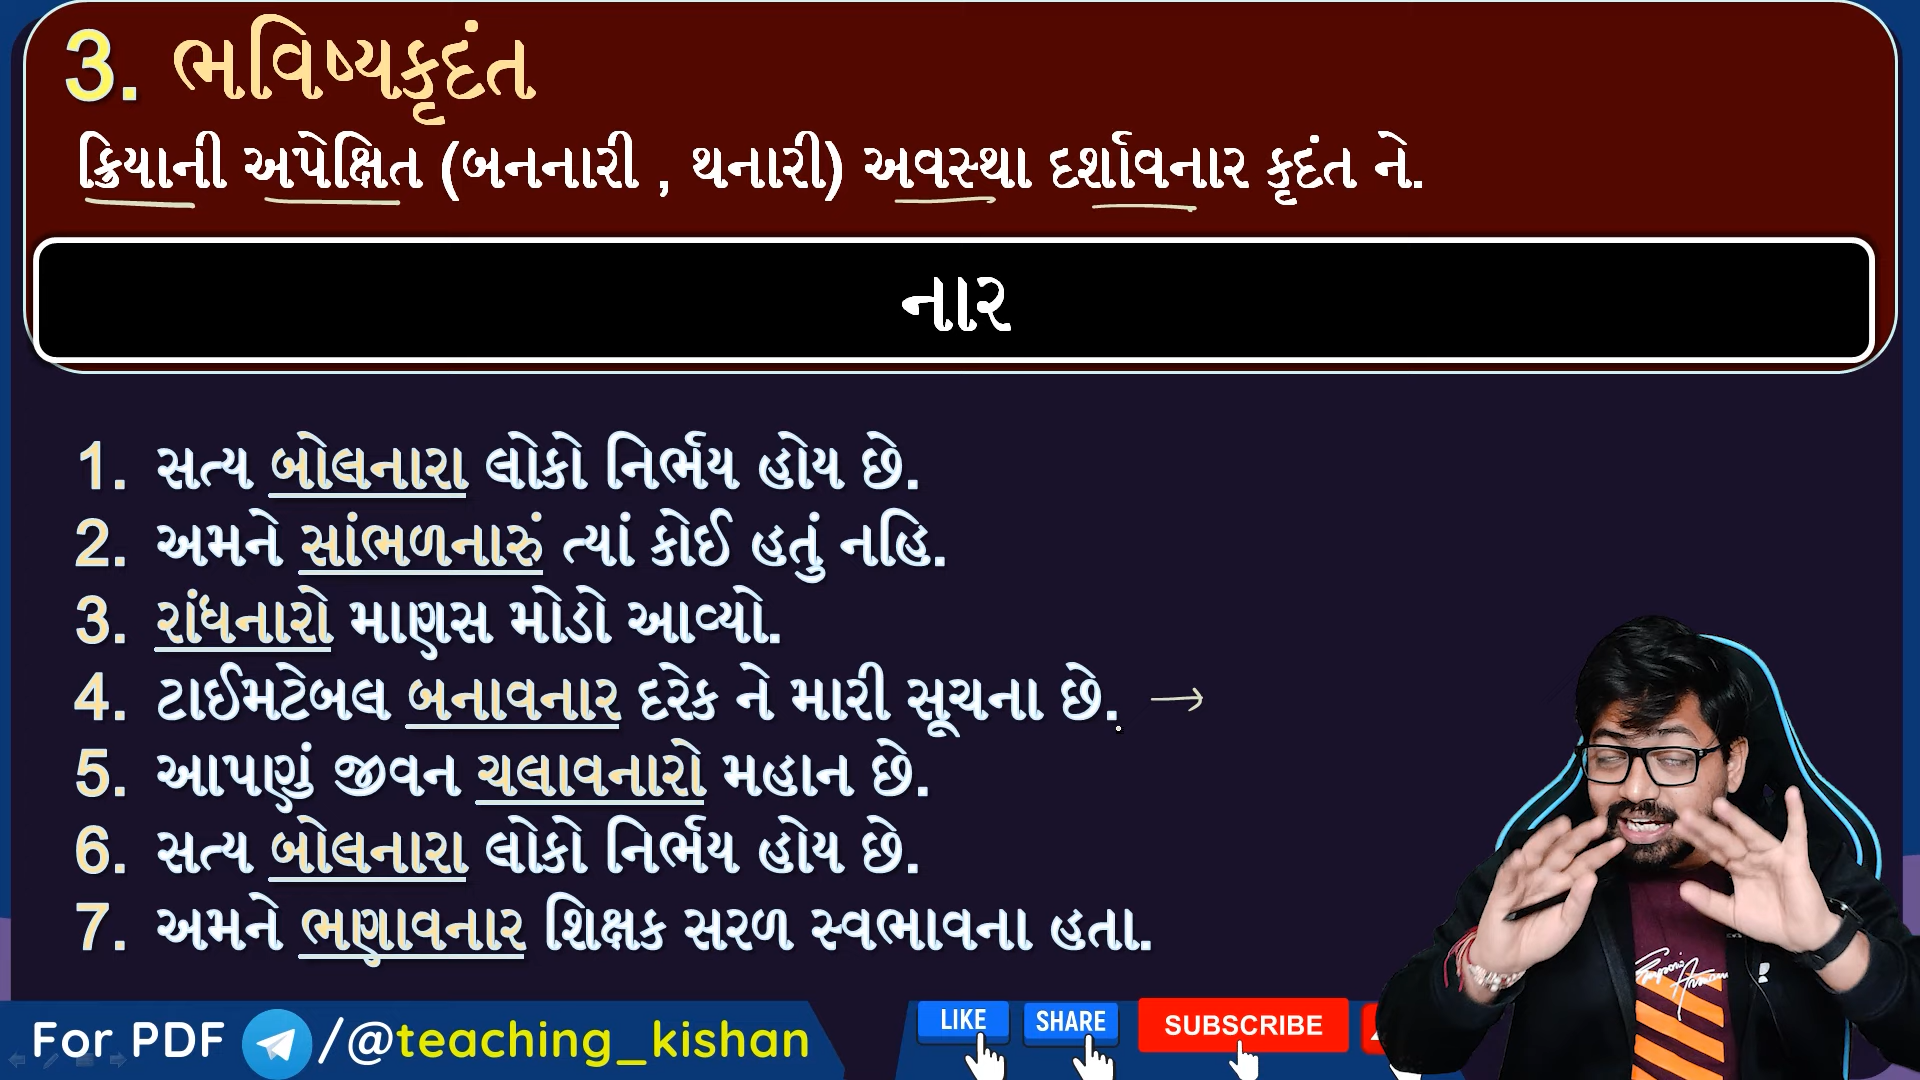 3. ભવિષ્યકૃદંત
ક્રિયાની અપેક્ષિત (બનનારી , થનારી) અવસ્થા દર્શાવનાર કૃદંત ને.
નાર
1. સત્ય બોલનારા લોકો નિર્ભય હોય છે.
2. અમને સાંભળનારું ત્યાં કોઈ હતું નહિ.
3. રાંધનારો માણસ મોડો આવ્યો.
4. ટાઈમટેબલ બનાવનાર દરેક ને મારી સૂચના છે. →
5. આપણું જીવન ચલાવનારો મહાન છે.
6. સત્ય બોલનારા લોકો નિર્ભય હોય છે.
7. અમને ભણાવનાર શિક્ષક સરળ સ્વભાવના હતા.
For PDF /@teaching_kishan LIKE SHARE SUBSCRIBE